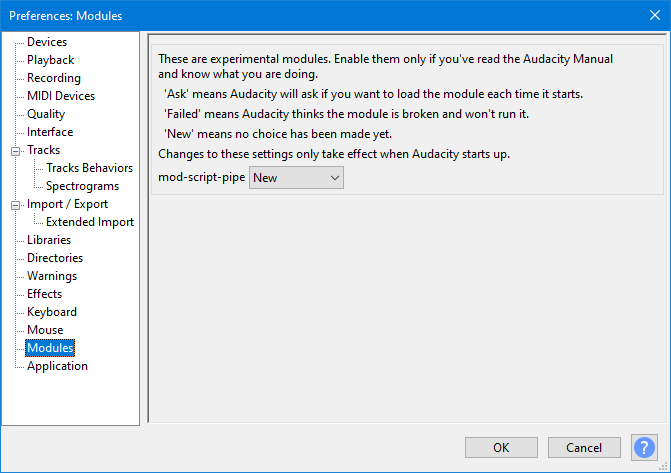 Preferences: Modules
Devices
Playback
Recording
MIDI Devices
Quality
Interface
Tracks
Tracks Behaviors
Spectrograms
Import / Export
Extended Import
Libraries
Directories
Warnings
Effects
Keyboard
Mouse
Modules
Application
These are experimental modules. Enable them only if you've read the Audacity Manual
and know what you are doing.
'Ask' means Audacity will ask if you want to load the module each time it starts.
'Failed' means Audacity thinks the module is broken and won't run it.
'New' means no choice has been made yet.
Changes to these settings only take effect when Audacity starts up.
mod-script-pipe New
OK Cancel ?